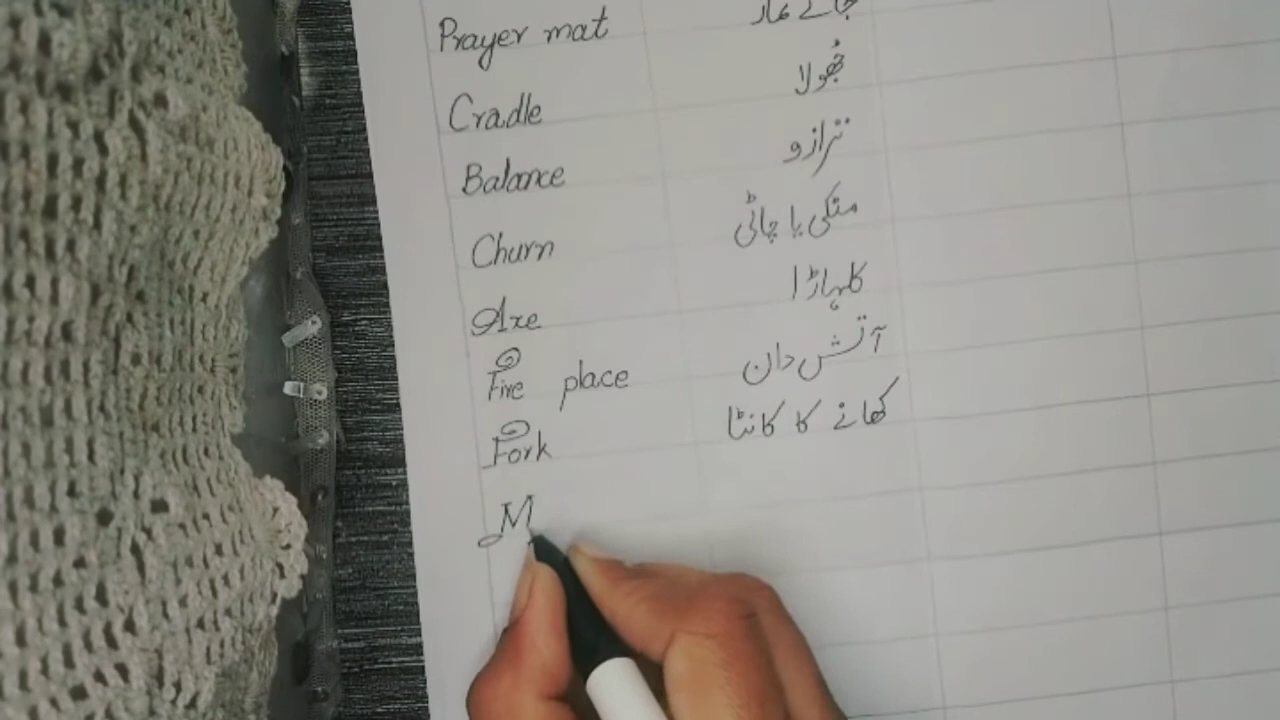 Prayer mat جائے نماز
Cradle جھولا
Balance ترازو
Churn مٹکی یا چاٹی
Axe کلہاڑا
Fire place آتش دان
Fork کھانے کا کانٹا
M